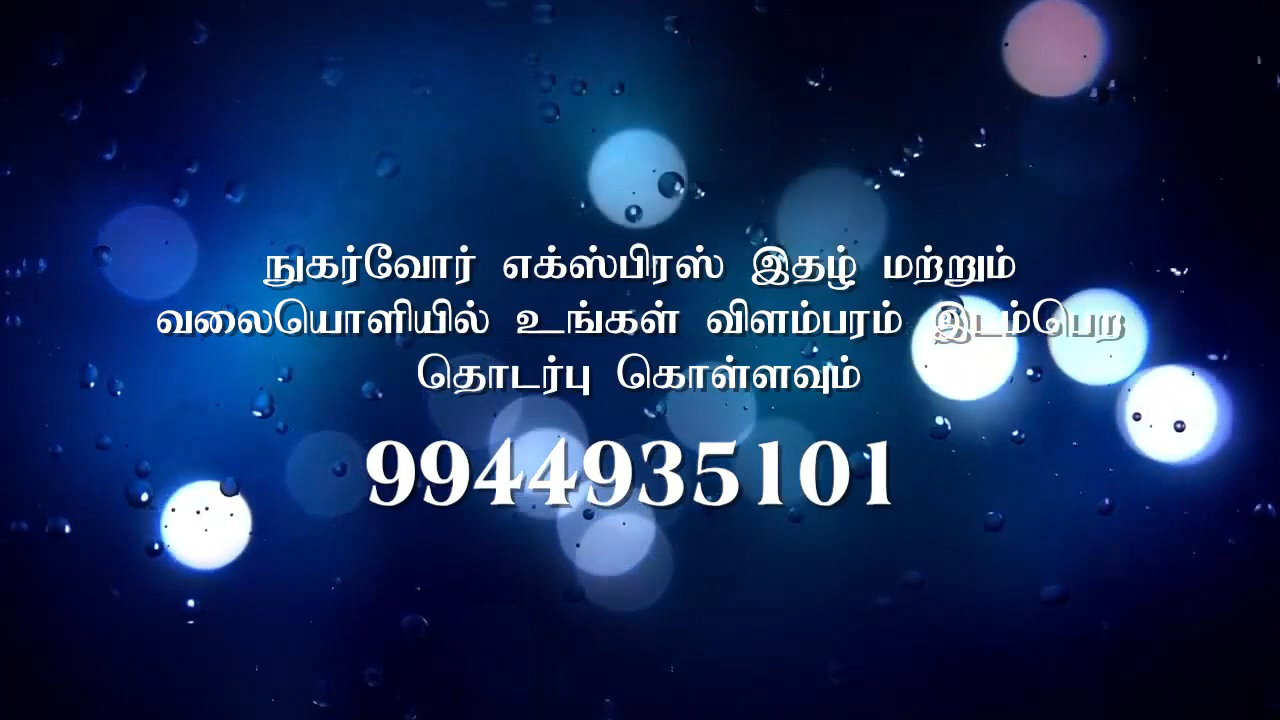 நுகர்வோர் எக்ஸ்பிரஸ் இதழ் மற்றும்
வலையொளியில் உங்கள் விளம்பரம் இடம்பெற
தொடர்பு கொள்ளவும்
9944935101